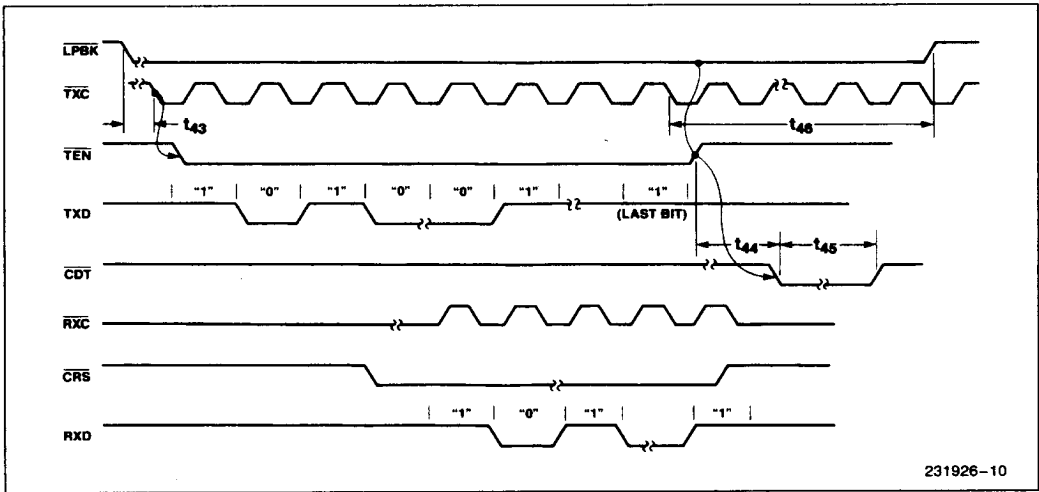 LPBK
TXC
t43
t46
TEN
"1" "0" "1" "0" "0" "1" "1"
TXD
(LAST BIT)
t44 t45
CDT
RXC
CRS
"1" "0" "1" "1"
RXD
231926-10